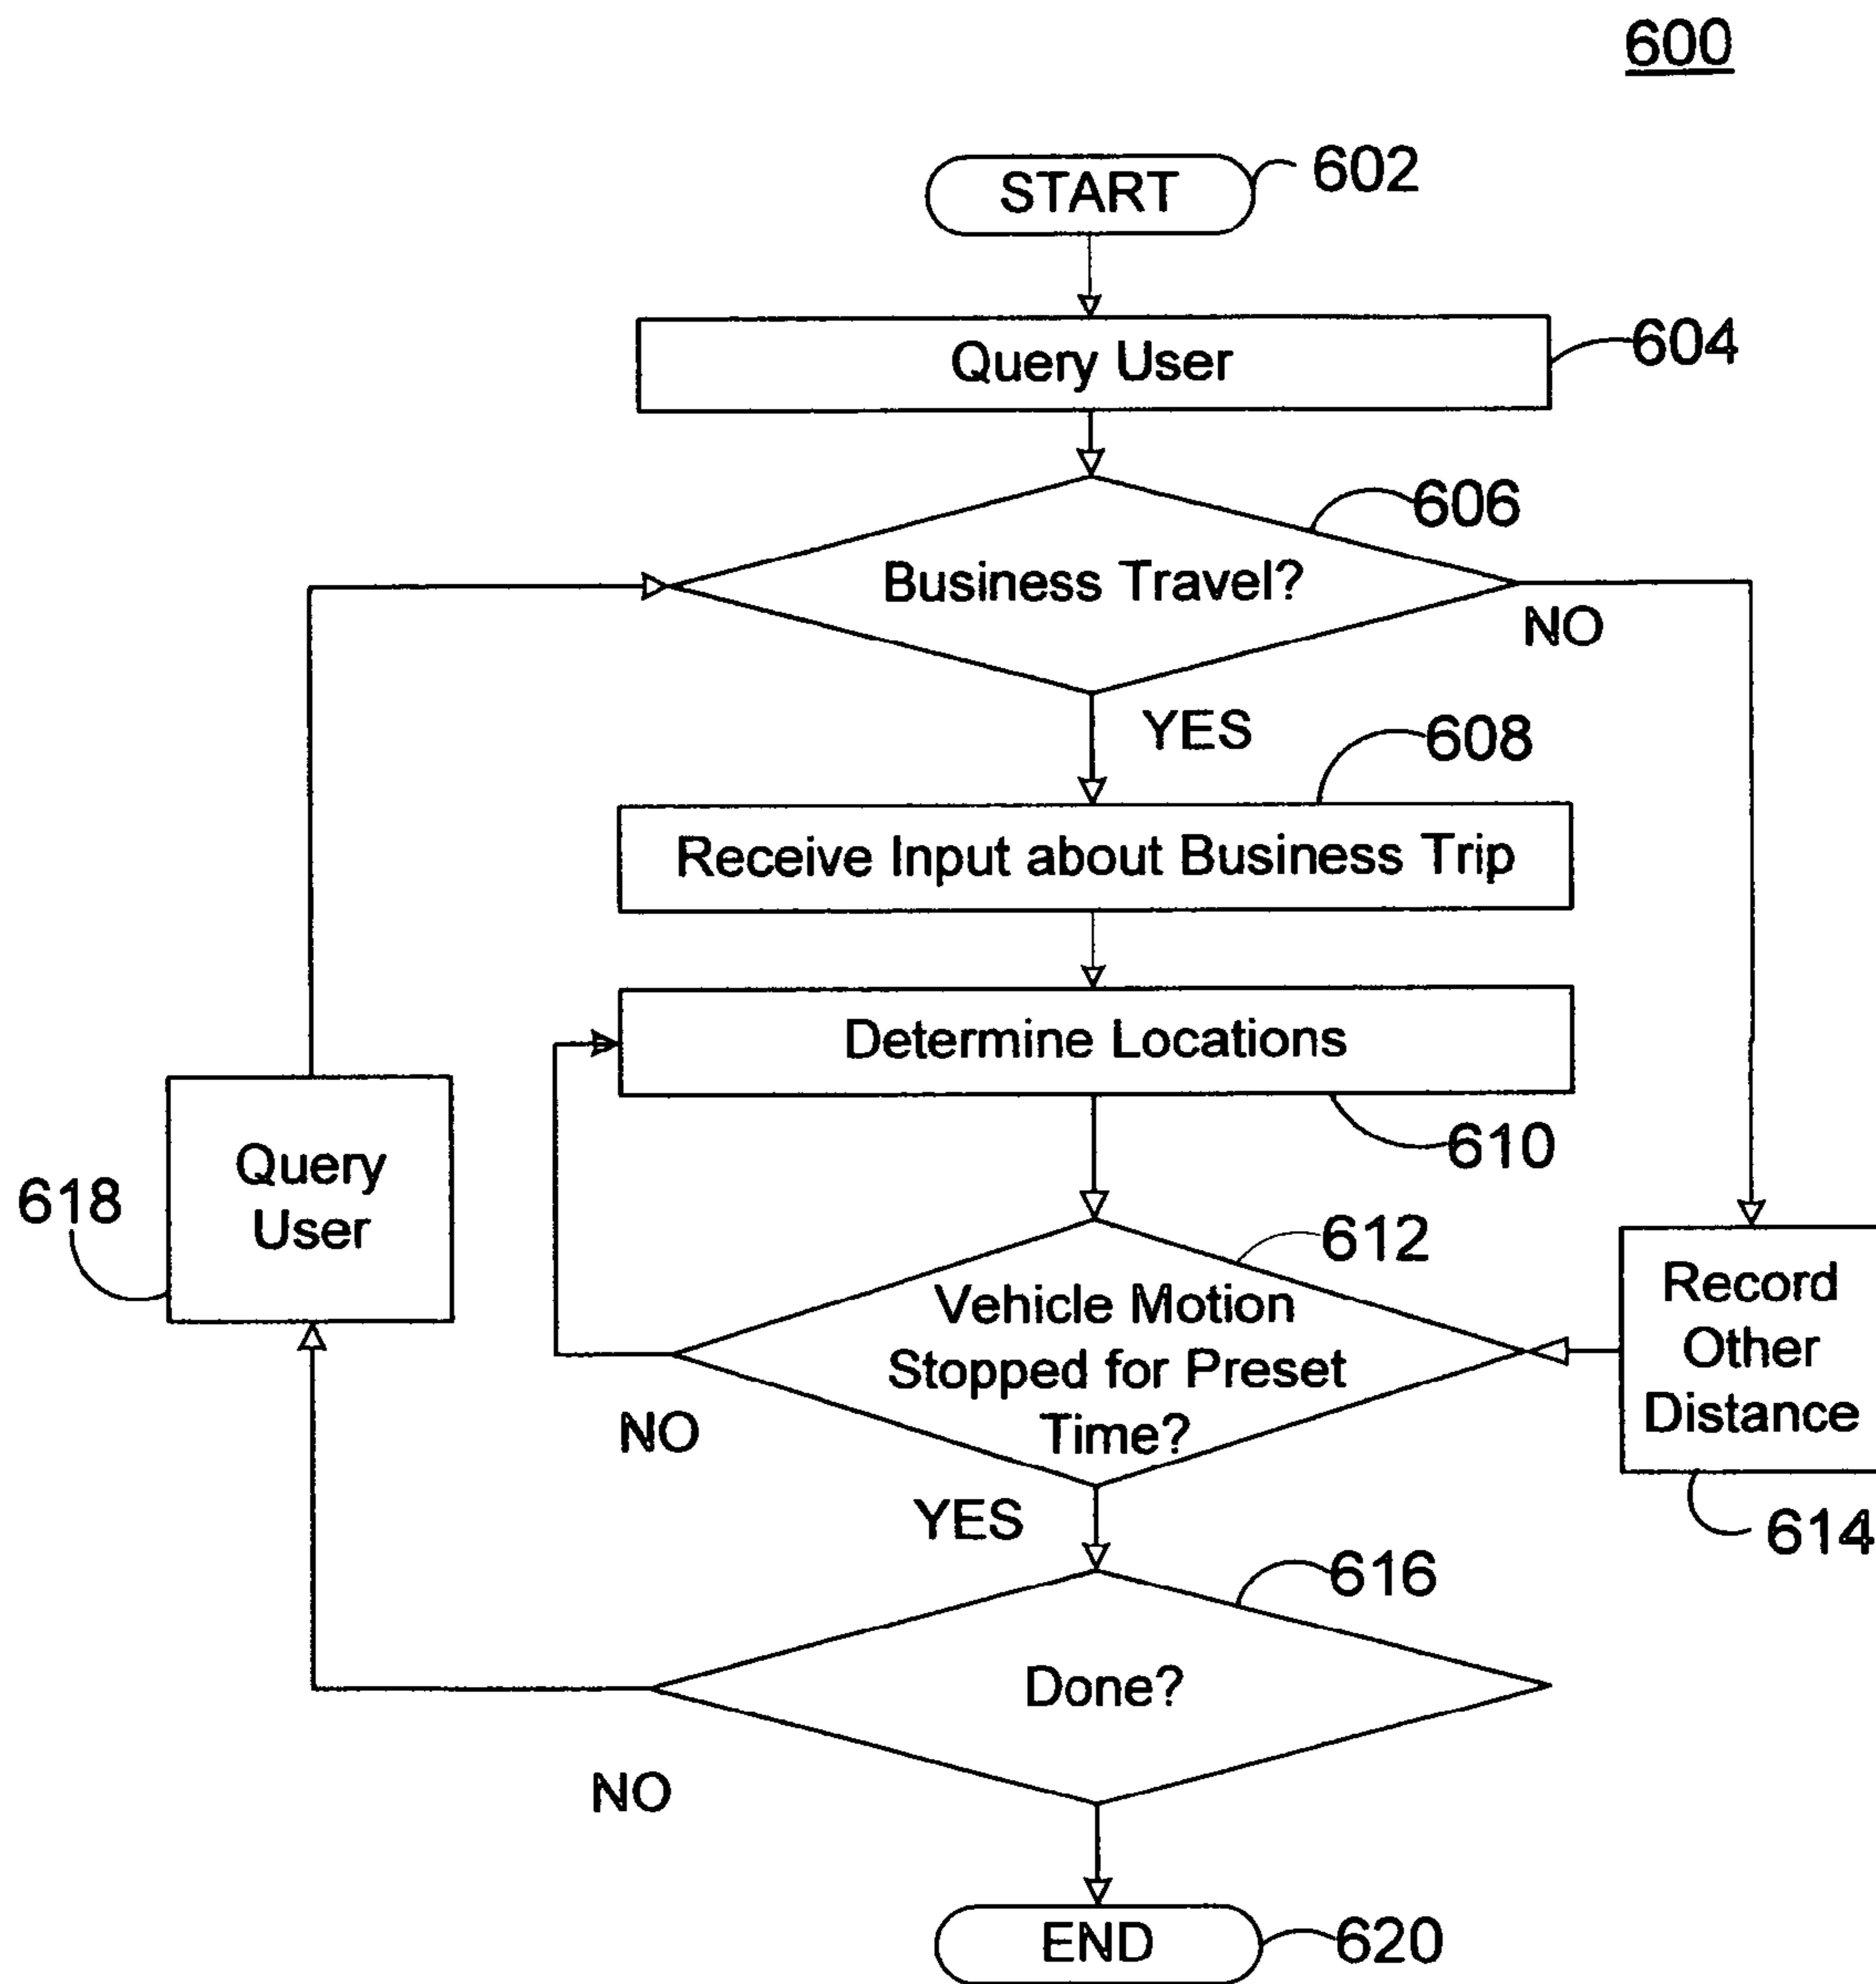 600
START
602
Query User
604
606
Business Travel?
NO
YES
608
Receive Input about Business Trip
Determine Locations
610
Query
User
618
612
Vehicle Motion
Stopped for Preset
Time?
NO
Record
Other
Distance
614
YES
616
Done?
NO
END
620